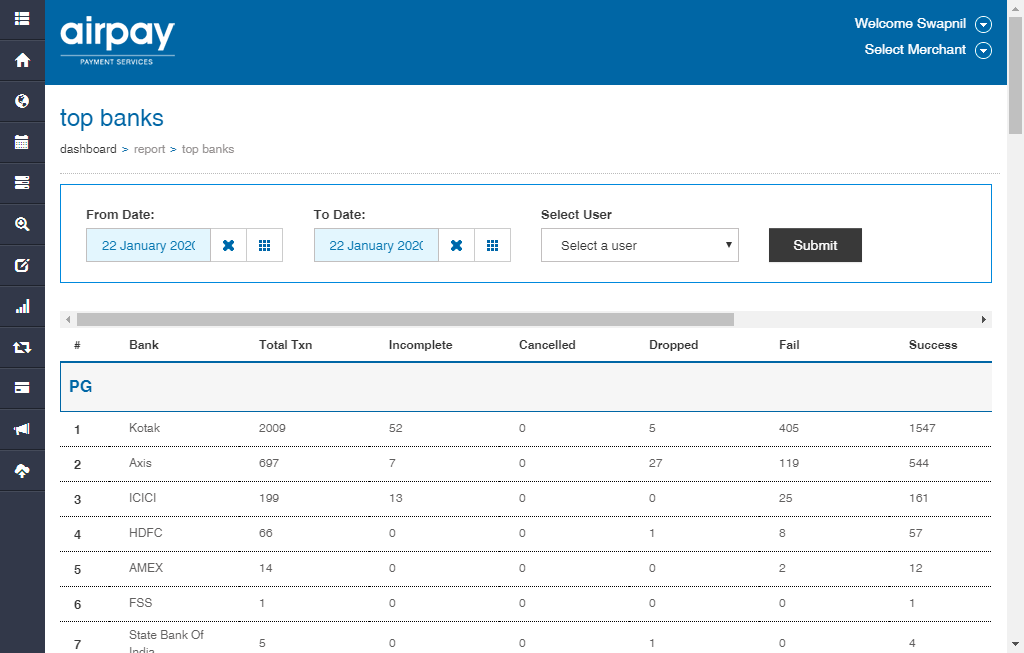 airpay
PAYMENT SERVICES
Welcome Swapnil
Select Merchant
top banks
dashboard > report > top banks
From Date: To Date: Select User
22 January 2020 22 January 2020 Select a user Submit
# Bank Total Txn Incomplete Cancelled Dropped Fail Success
PG
1 Kotak 2009 52 0 5 405 1547
2 Axis 697 7 0 27 119 544
3 ICICI 199 13 0 0 25 161
4 HDFC 66 0 0 1 8 57
5 AMEX 14 0 0 0 2 12
6 FSS 1 0 0 0 0 1
7 State Bank Of 5 0 0 1 0 4
India